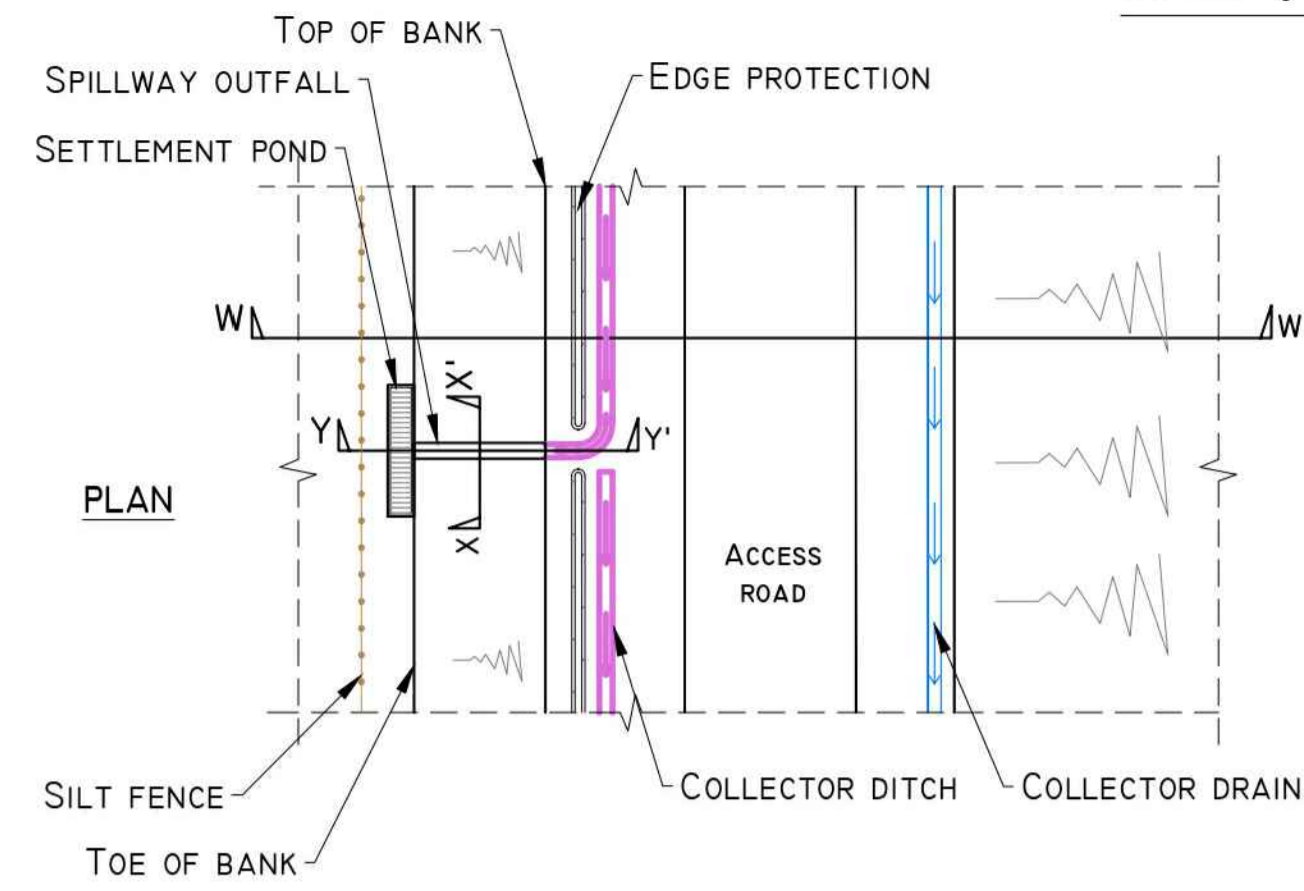 TOP OF BANK
SPILLWAY OUTFALL
EDGE PROTECTION
SETTLEMENT POND
W
W
X'
Y
Y'
PLAN
X
ACCESS
ROAD
SILT FENCE
COLLECTOR DITCH
COLLECTOR DRAIN
TOE OF BANK